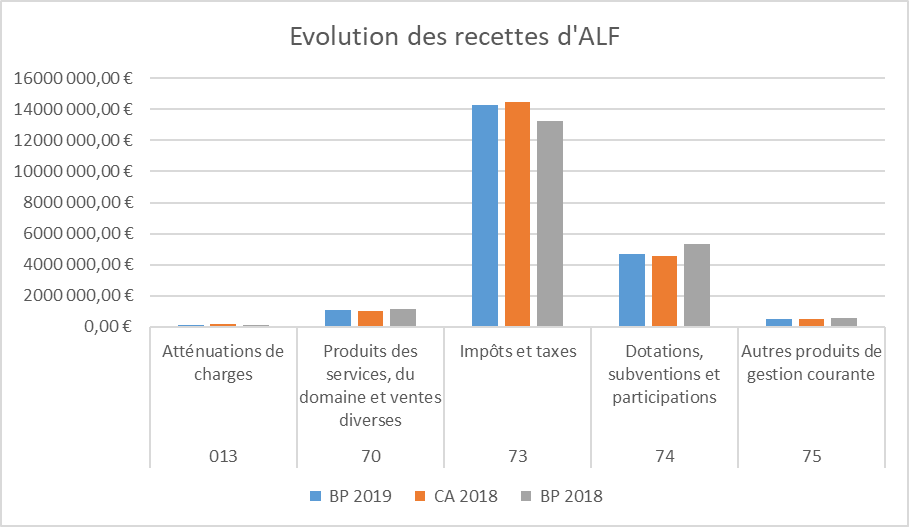 Evolution des recettes d'ALF
16000 000,00 €
14000 000,00 €
12000 000,00 €
10000 000,00 €
8000 000,00 €
6000 000,00 €
4000 000,00 €
2000 000,00 €
0,00 €
Atténuations de
charges
Produits des
services, du
domaine et ventes
diverses
Impôts et taxes
Dotations,
subventions et
participations
Autres produits de
gestion courante
013
70
73
74
75
BP 2019
CA 2018
BP 2018